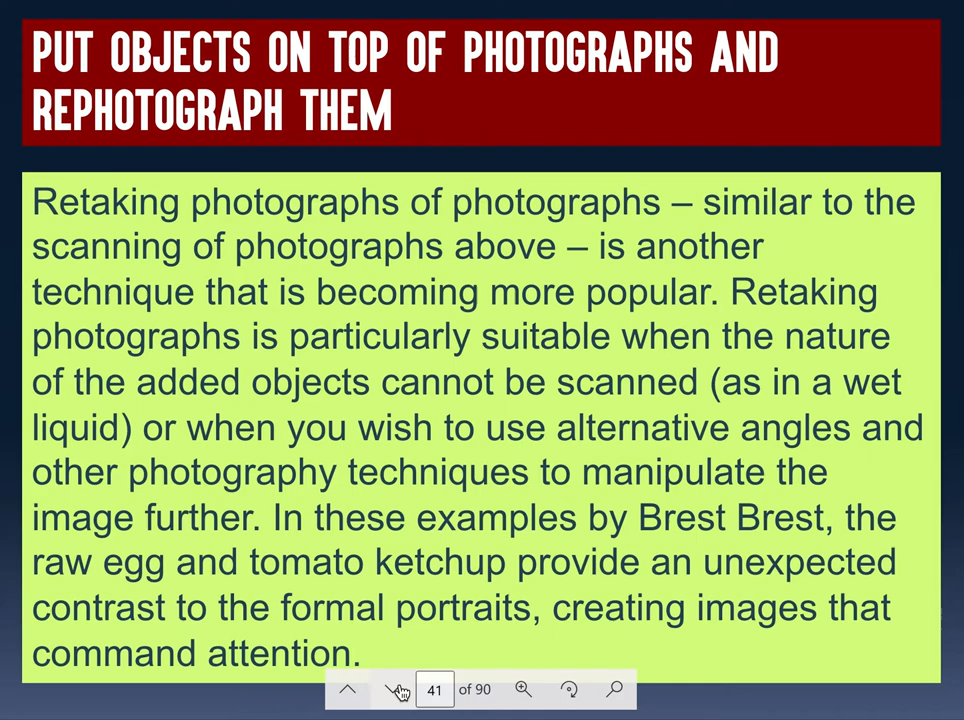 PUT OBJECTS ON TOP OF PHOTOGRAPHS AND
REPHOTOGRAPH THEM
Retaking photographs of photographs – similar to the
scanning of photographs above – is another
technique that is becoming more popular. Retaking
photographs is particularly suitable when the nature
of the added objects cannot be scanned (as in a wet
liquid) or when you wish to use alternative angles and
other photography techniques to manipulate the
image further. In these examples by Brest Brest, the
raw egg and tomato ketchup provide an unexpected
contrast to the formal portraits, creating images that
command attention.
41 of 90